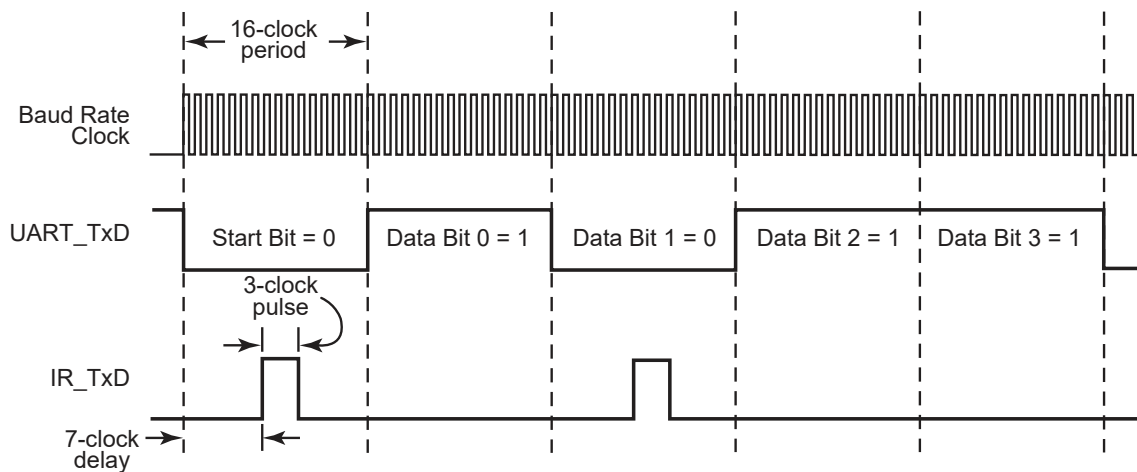 16-clock
period
Baud Rate
Clock
UART_TxD
Start Bit = 0
Data Bit 0 = 1
Data Bit 1 = 0
Data Bit 2 = 1
Data Bit 3 = 1
3-clock
pulse
IR_TxD
7-clock
delay